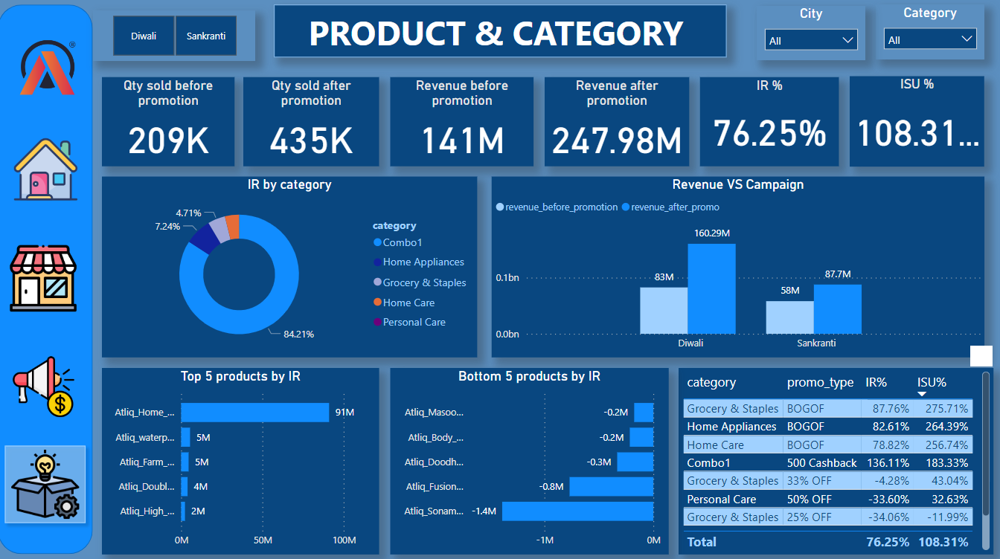 Diwali
Sankranti
PRODUCT & CATEGORY
City
All
Category
All
Qty sold before
promotion
209K
Qty sold after
promotion
435K
Revenue before
promotion
141M
Revenue after
promotion
247.98M
IR %
76.25%
ISU %
108.31...
IR by category
4.71%
7.24%
84.21%
category
Combo1
Home Appliances
Grocery & Staples
Home Care
Personal Care
Revenue VS Campaign
revenue_before_promotion revenue_after_promo
160.29M
0.1bn
83M
87.7M
58M
0.0bn
Diwali
Sankranti
Top 5 products by IR
Atliq_Home_... 91M
Atliq_waterp... 5M
Atliq_Farm_... 5M
Atliq_Doubl... 4M
Atliq_High_... 2M
0M 50M 100M
Bottom 5 products by IR
Atliq_Masoo... -0.2M
Atliq_Body_... -0.2M
Atliq_Doodh... -0.3M
Atliq_Fusion... -0.8M
Atliq_Sonam... -1.4M
-1M 0M
category promo_type IR% ISU%
Grocery & Staples BOGOF 87.76% 275.71%
Home Appliances BOGOF 82.61% 264.39%
Home Care BOGOF 78.82% 256.74%
Combo1 500 Cashback 136.11% 183.33%
Grocery & Staples 33% OFF -4.28% 43.04%
Personal Care 50% OFF -33.60% 32.63%
Grocery & Staples 25% OFF -34.06% -11.99%
Total 76.25% 108.31%
®
$